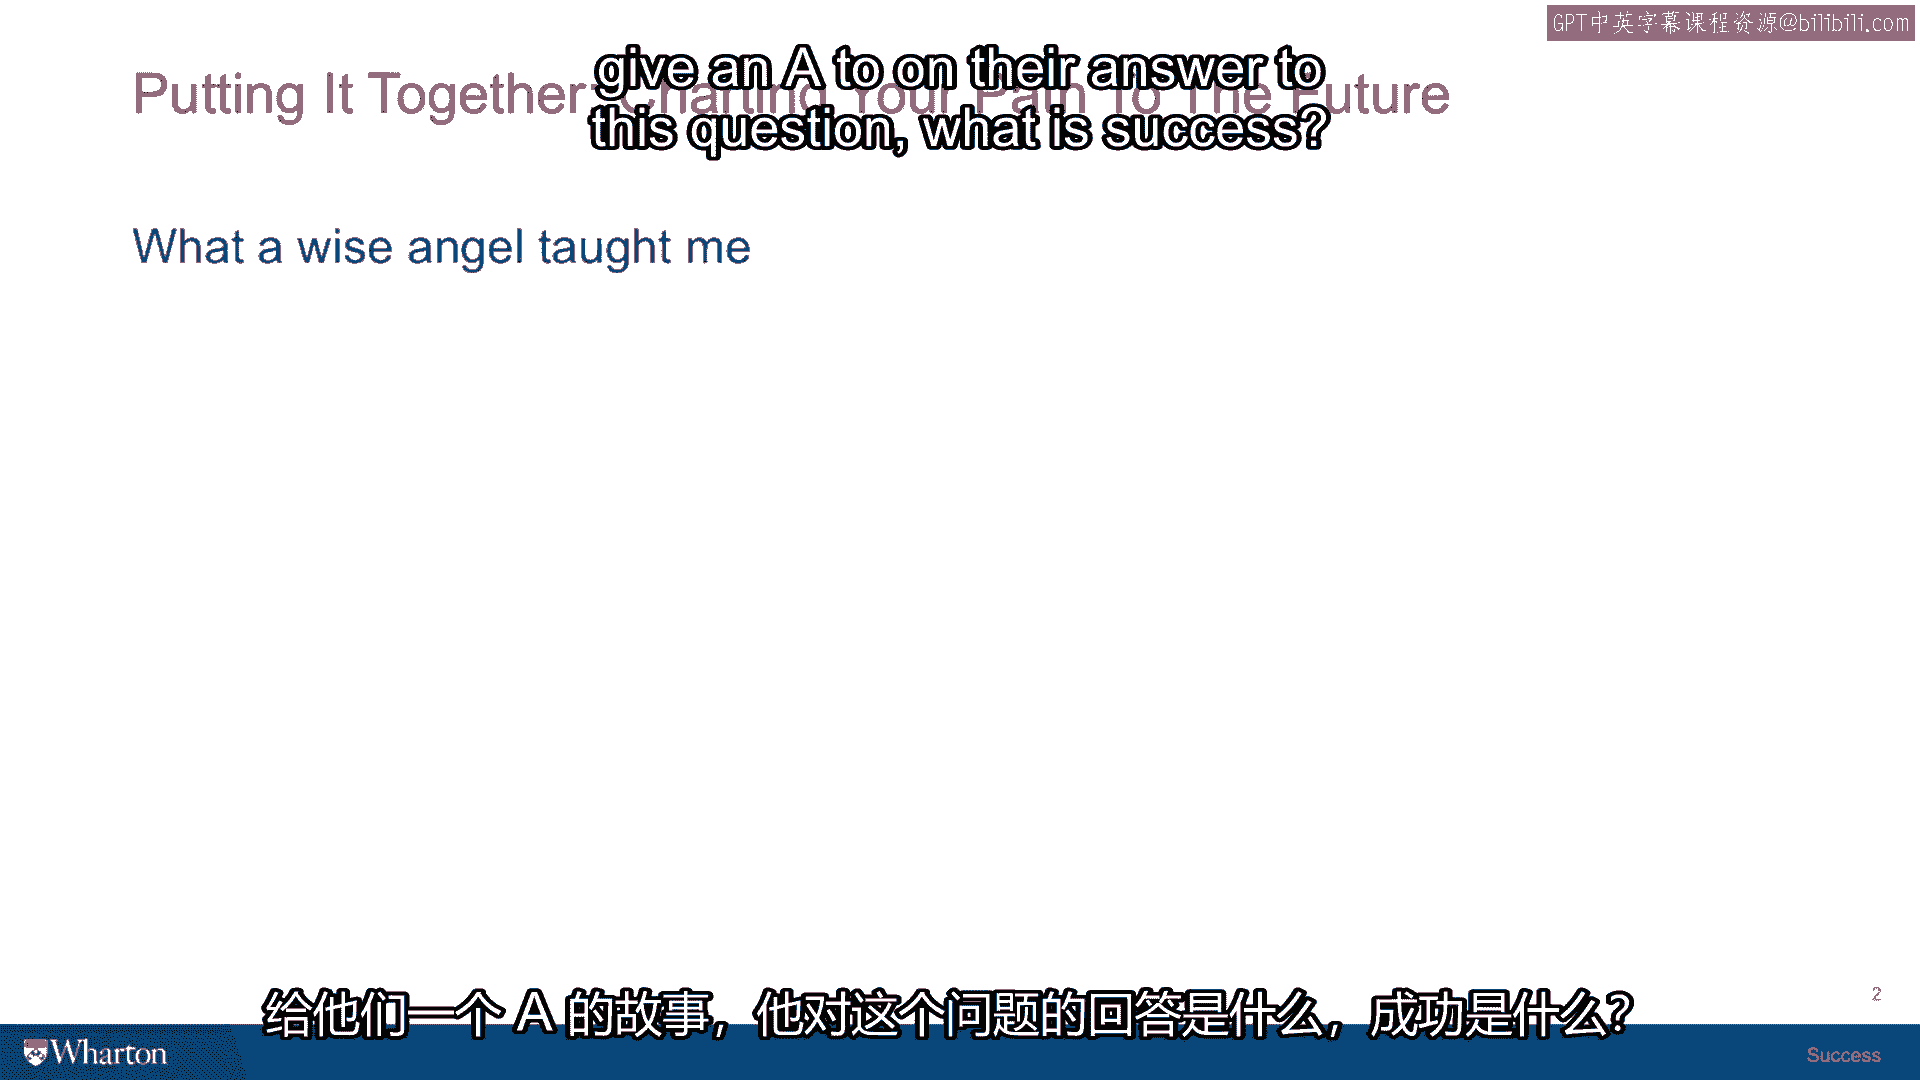 GPT中英字幕课程资源@bilibili.com
give an A to on their answer to
this question, what is success?
Putting It Together: Charting Your Path To The Future
What a wise angel taught me
给他们一个 A 的故事，他对这个问题的回答是什么，成功是什么？
2
Wharton
Success